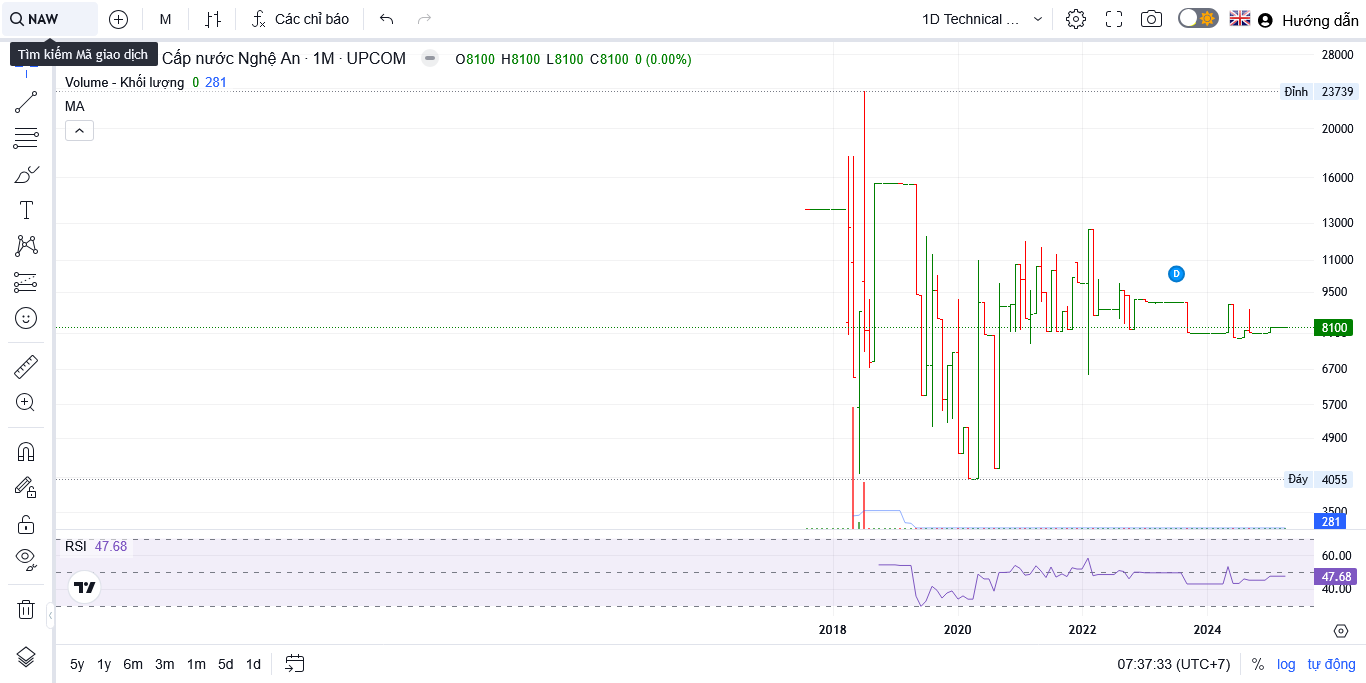 NAW
M
Các chỉ báo
1D Technical ...
Hướng dẫn
Tìm kiếm Mã giao dịch
Cấp nước Nghệ An · 1M · UPCOM
O8100 H8100 L8100 C8100 0 (0.00%)
Volume - Khối lượng 0 281
MA
28000
Đỉnh 23739
20000
16000
13000
11000
D
9500
8100
6700
5700
4900
Đáy 4055
3500
281
RSI 47.68
60.00
47.68
40.00
2018
2020
2022
2024
5y 1y 6m 3m 1m 5d 1d
07:37:33 (UTC+7)
%
log
tự động